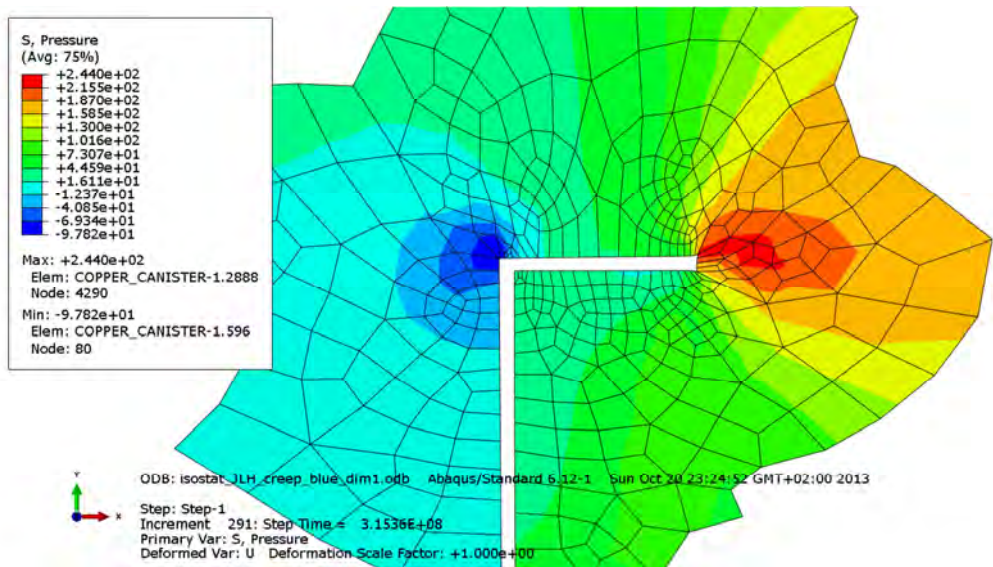 S, Pressure
(Avg: 75%)
+2.440e+02
+2.155e+02
+1.870e+02
+1.585e+02
+1.300e+02
+1.016e+02
+7.307e+01
+4.459e+01
+1.611e+01
-1.237e+01
-4.085e+01
-6.934e+01
-9.782e+01
Max: +2.440e+02
Elem: COPPER_CANISTER-1.2888
Node: 4290
Min: -9.782e+01
Elem: COPPER_CANISTER-1.596
Node: 80
Y
X
ODB: isostat_JLH_creep_blue_dim1.odb Abaqus/Standard 6.12-1 Sun Oct 20 23:24:52 GMT+02:00 2013
Step: Step-1
Increment 291: Step Time = 3.1536E+08
Primary Var: S, Pressure
Deformed Var: U Deformation Scale Factor: +1.000e+00